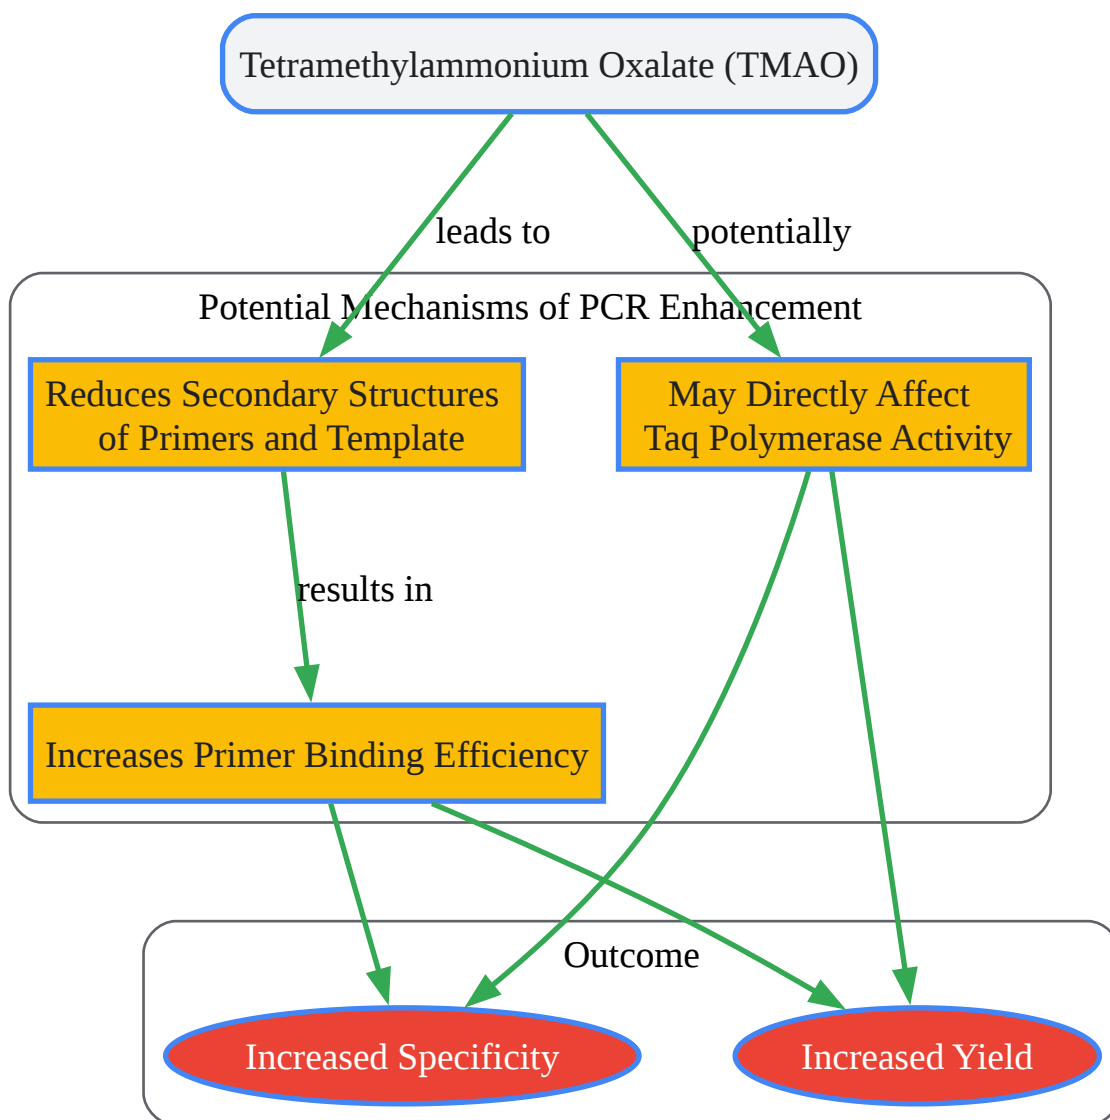 Tetramethylammonium Oxalate (TMAO)
leads to
potentially
Potential Mechanisms of PCR Enhancement
Reduces Secondary Structures
of Primers and Template
May Directly Affect
Taq Polymerase Activity
results in
Increases Primer Binding Efficiency
Outcome
Increased Specificity
Increased Yield